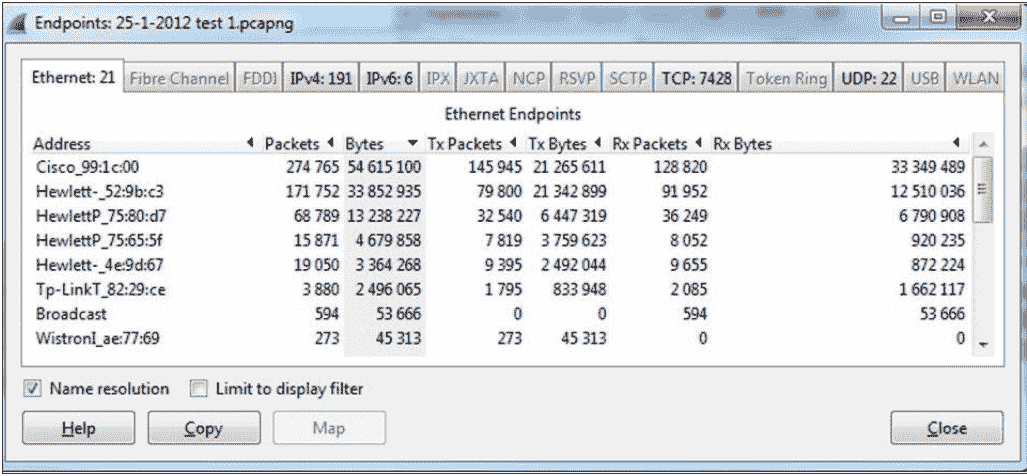 Endpoints: 25-1-2012 test 1.pcapng
Ethernet: 21 Fibre Channel FDDI IPv4: 191 IPv6: 6 IPX JXTA NCP RSVP SCTP TCP: 7428 Token Ring UDP: 22 USB WLAN
Ethernet Endpoints
Address Packets Bytes Tx Packets Tx Bytes Rx Packets Rx Bytes
Cisco_99:1c:00 274 765 54 615 100 145 945 21 265 611 128 820 33 349 489
Hewlett-_52:9b:c3 171 752 33 852 935 79 800 21 342 899 91 952 12 510 036
HewlettP_75:80:d7 68 789 13 238 227 32 540 6 447 319 36 249 6 790 908
HewlettP_75:65:5f 15 871 4 679 858 7 819 3 759 623 8 052 920 235
Hewlett-_4e:9d:67 19 050 3 364 268 9 395 2 492 044 9 655 872 224
Tp-LinkT_82:29:ce 3 880 2 496 065 1 795 833 948 2 085 1 662 117
Broadcast 594 53 666 0 0 594 53 666
WistronI_ae:77:69 273 45 313 273 45 313 0 0
Name resolution Limit to display filter
Help Copy Map Close